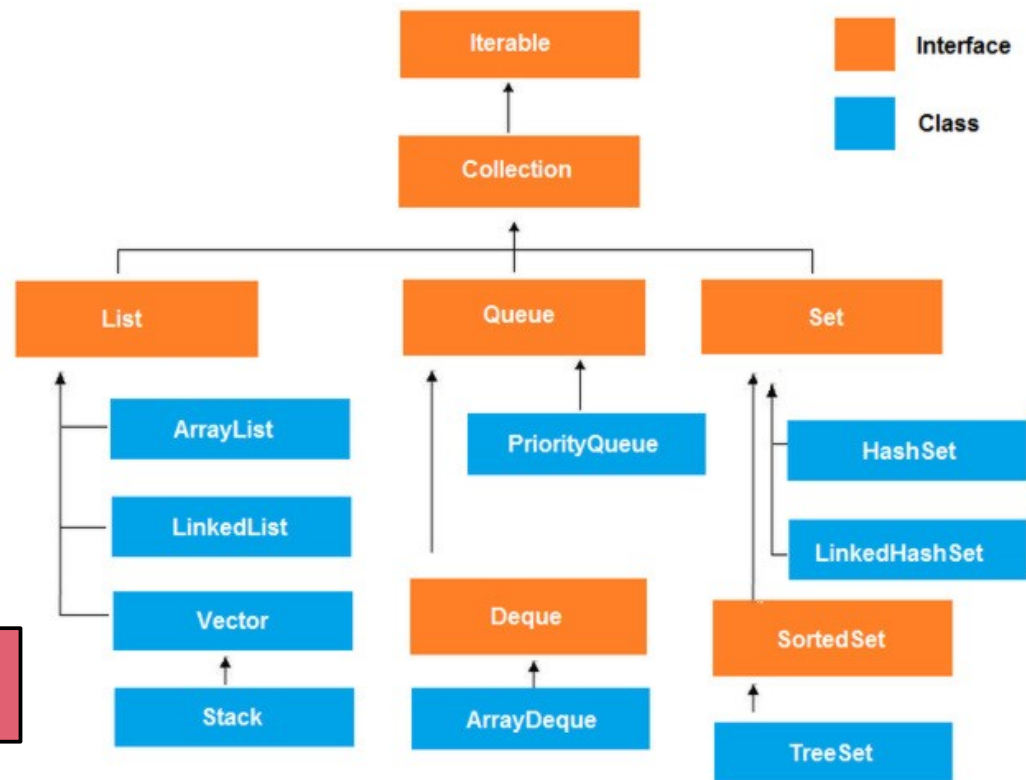 Iterable
Interface
Class
Collection
List
Queue
Set
ArrayList
PriorityQueue
HashSet
LinkedList
LinkedHashSet
Vector
Deque
SortedSet
Stack
ArrayDeque
TreeSet